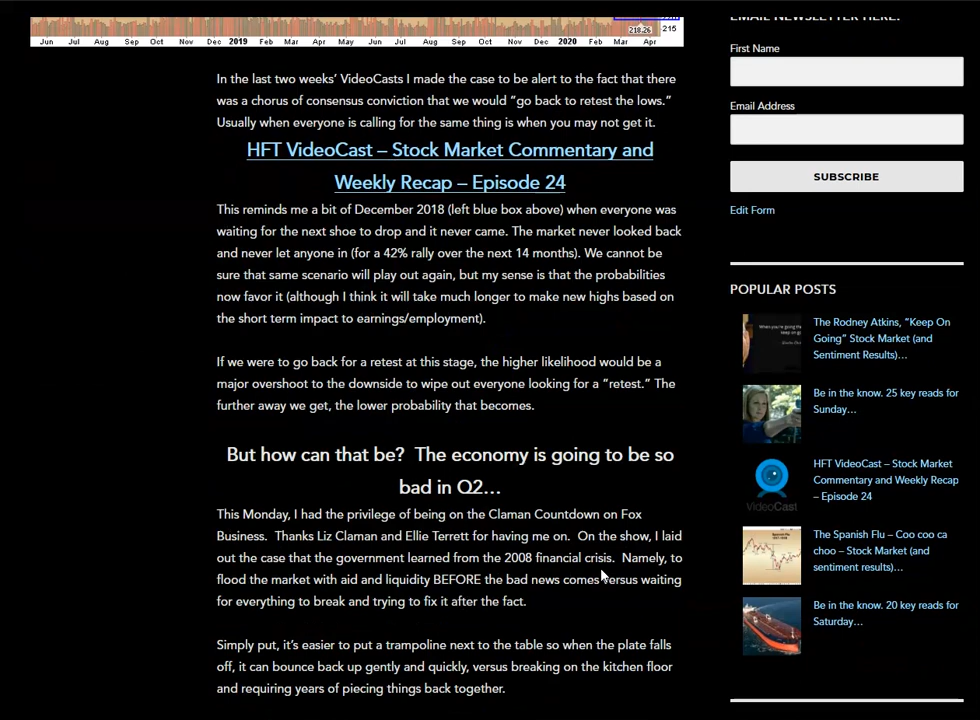 EMAIL NEWSLETTER HERE:
218.26
215
Jun Jul Aug Sep Oct Nov Dec 2019 Feb Mar Apr May Jun Jul Aug Sep Oct Nov Dec 2020 Feb Mar Apr
First Name
In the last two weeks’ VideoCasts I made the case to be alert to the fact that there
was a chorus of consensus conviction that we would “go back to retest the lows.”
Usually when everyone is calling for the same thing is when you may not get it.
HFT VideoCast – Stock Market Commentary and
Weekly Recap – Episode 24
This reminds me a bit of December 2018 (left blue box above) when everyone was
waiting for the next shoe to drop and it never came. The market never looked back
and never let anyone in (for a 42% rally over the next 14 months). We cannot be
sure that same scenario will play out again, but my sense is that the probabilities
now favor it (although I think it will take much longer to make new highs based on
the short term impact to earnings/employment).
If we were to go back for a retest at this stage, the higher likelihood would be a
major overshoot to the downside to wipe out everyone looking for a “retest.” The
further away we get, the lower probability that becomes.
But how can that be? The economy is going to be so
bad in Q2…
This Monday, I had the privilege of being on the Claman Countdown on Fox
Business. Thanks Liz Claman and Ellie Terrett for having me on. On the show, I laid
out the case that the government learned from the 2008 financial crisis. Namely, to
flood the market with aid and liquidity BEFORE the bad news comes versus waiting
for everything to break and trying to fix it after the fact.
Simply put, it’s easier to put a trampoline next to the table so when the plate falls
off, it can bounce back up gently and quickly, versus breaking on the kitchen floor
and requiring years of piecing things back together.
Email Address
SUBSCRIBE
Edit Form
POPULAR POSTS
The Rodney Atkins, “Keep On
Going” Stock Market (and
Sentiment Results)…
Be in the know. 25 key reads for
Sunday…
HFT VideoCast – Stock Market
Commentary and Weekly Recap
– Episode 24
VideoCast
The Spanish Flu – Coo coo ca
choo – Stock Market (and
sentiment results)…
Be in the know. 20 key reads for
Saturday…